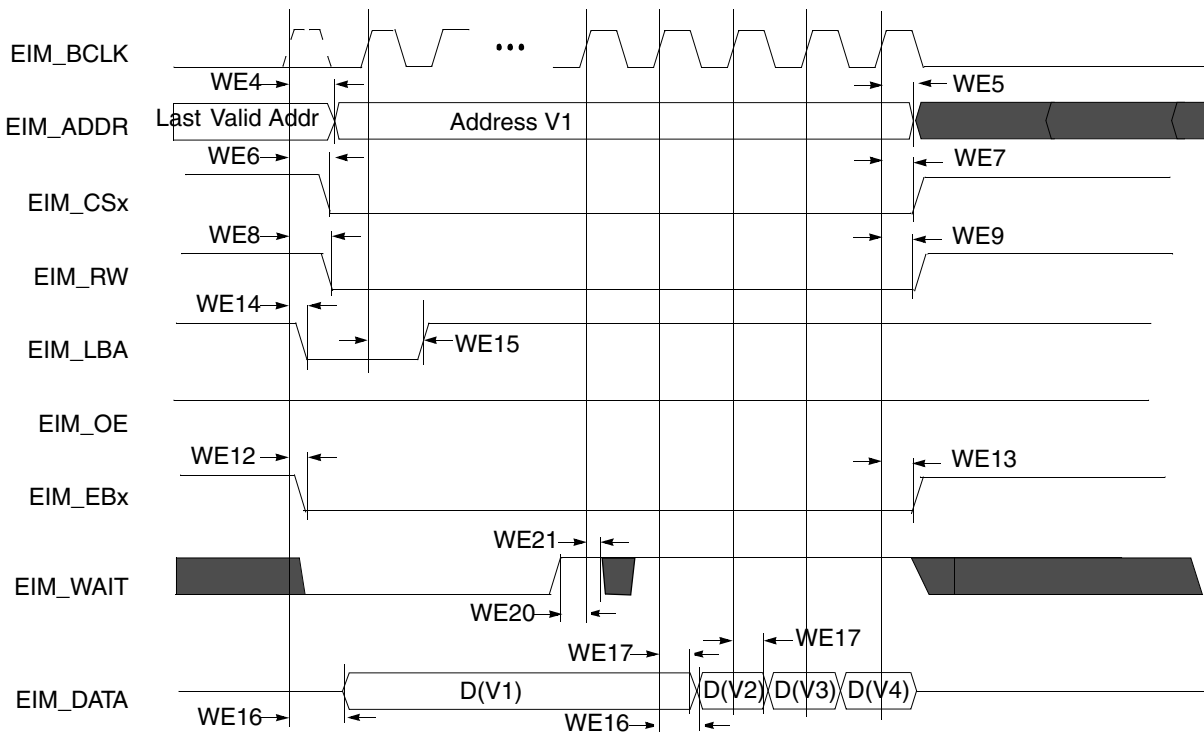 EIM_BCLK
...
WE4
WE5
EIM_ADDR
Last Valid Addr
Address V1
WE6
WE7
EIM_CSx
WE8
WE9
EIM_RW
WE14
EIM_LBA
WE15
EIM_OE
WE12
WE13
EIM_EBx
WE21
EIM_WAIT
WE20
WE17
WE17
EIM_DATA
D(V1)
D(V2)
D(V3)
D(V4)
WE16
WE16